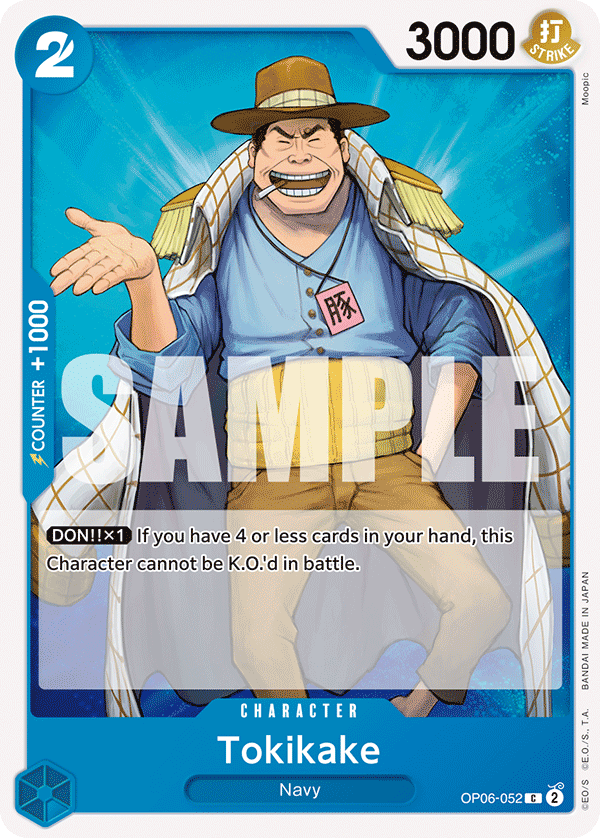 2
3000
打
STRIKE
Moopic
豚
COUNTER +1000
SAMPLE
DON!!×1 If you have 4 or less cards in your hand, this
Character cannot be K.O.'d in battle.
CHARACTER
Tokikake
Navy
OP06-052 C 2
©EO/S ©E.O./S., T.A. BANDAI MADE IN JAPAN